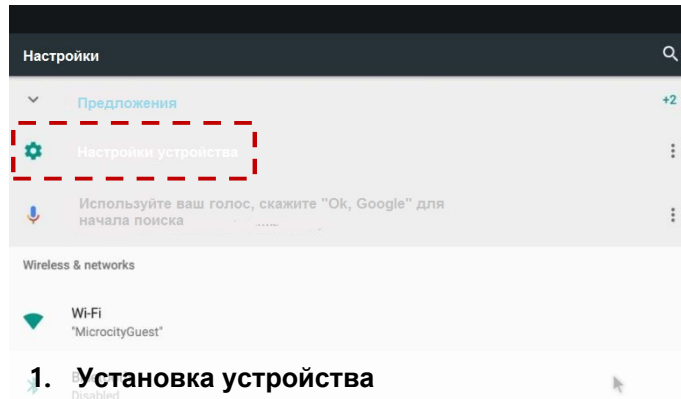 Настройки
Предложения
+2
Настройки устройства
Используйте ваш голос, скажите "Ok, Google" для
начала поиска
Wireless & networks
Wi-Fi
"MicrocityGuest"
1. Установка устройства
Disabled